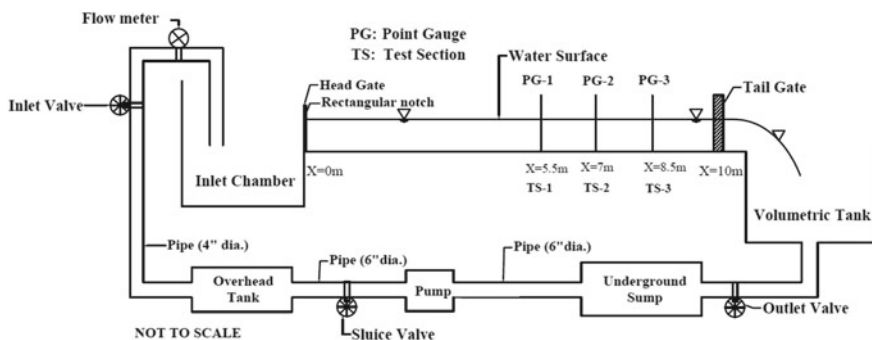 Flow meter
PG: Point Gauge
TS: Test Section
Water Surface
Head Gate
PG-1
PG-2
PG-3
Tail Gate
Inlet Valve
Rectangular notch
Inlet Chamber
X=0m
X=5.5m
X=7m
X=8.5m
X=10m
TS-1
TS-2
TS-3
Volumetric Tank
Pipe (4" dia.)
Pipe (6"dia.)
Pipe (6"dia.)
Overhead
Tank
Pump
Underground
Sump
Outlet Valve
NOT TO SCALE
Sluice Valve